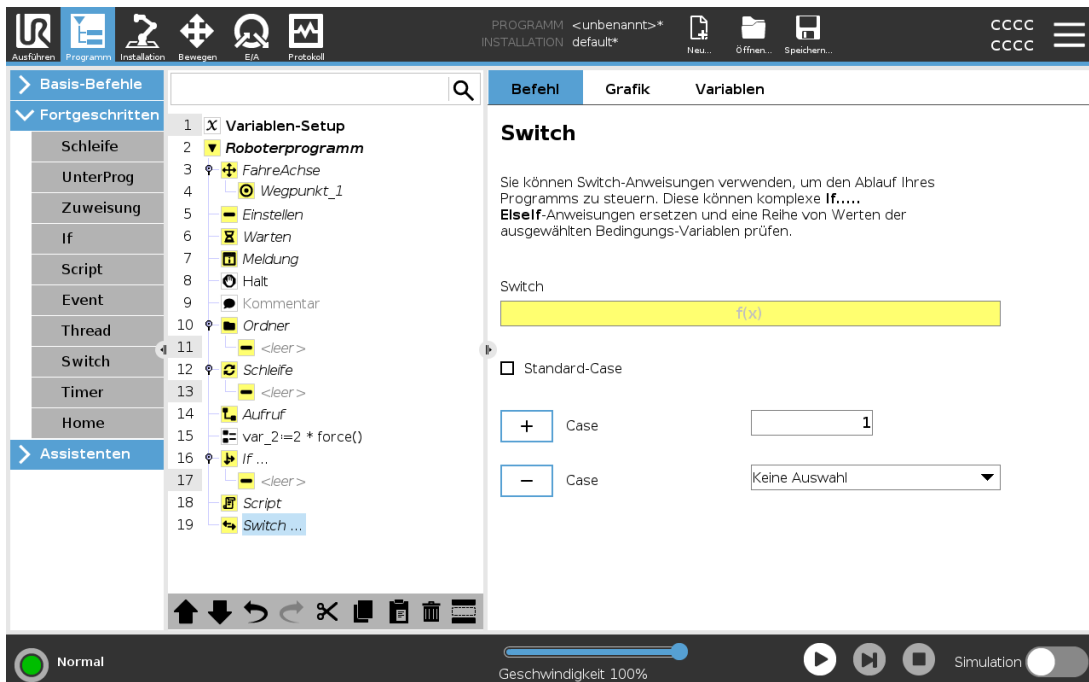 PROGRAMM <unbenannt>*
INSTALLATION default*
CCCC
CCCC
Ausführen Programm Installation Bewegen E/A Protokoll Neu... Öffnen... Speichern...
Basis-Befehle
Fortgeschritten
Schleife
UnterProg
Zuweisung
If
Script
Event
Thread
Switch
Timer
Home
Assistenten
1 X Variablen-Setup
2 Roboterprogramm
3 FahreAchse
4 Wegpunkt_1
5 Einstellen
6 Warten
7 Meldung
8 Halt
9 Kommentar
10 Ordner
11 <leer>
12 Schleife
13 <leer>
14 Aufruf
15 var_2:=2 * force()
16 If ...
17 <leer>
18 Script
19 Switch ...
Befehl Grafik Variablen
Switch
Sie können Switch-Anweisungen verwenden, um den Ablauf Ihres
Programms zu steuern. Diese können komplexe If.....
ElseIf-Anweisungen ersetzen und eine Reihe von Werten der
ausgewählten Bedingungs-Variablen prüfen.
Switch
f(x)
Standard-Case
+ Case 1
− Case Keine Auswahl
Normal
Geschwindigkeit 100%
Simulation